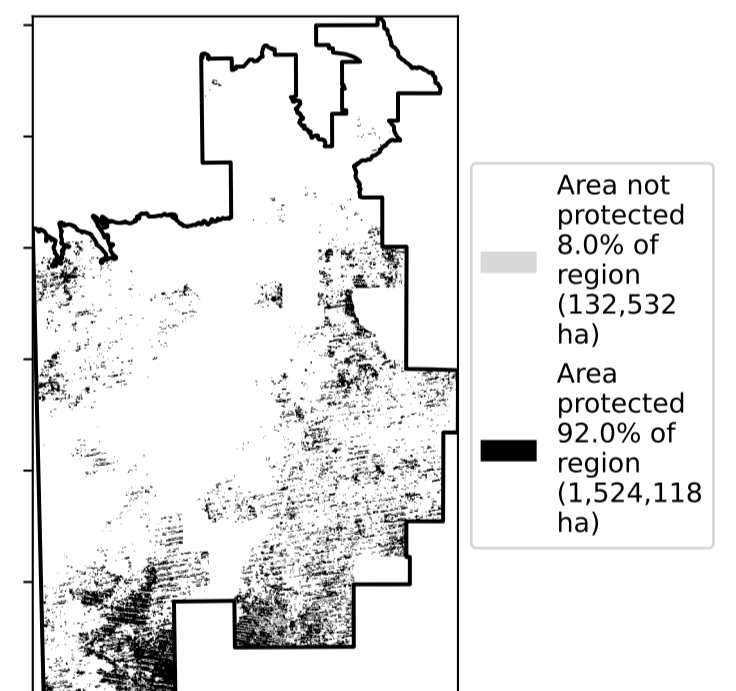 Area not
protected
8.0% of
region
(132,532
ha)
Area
protected
92.0% of
region
(1,524,118
ha)